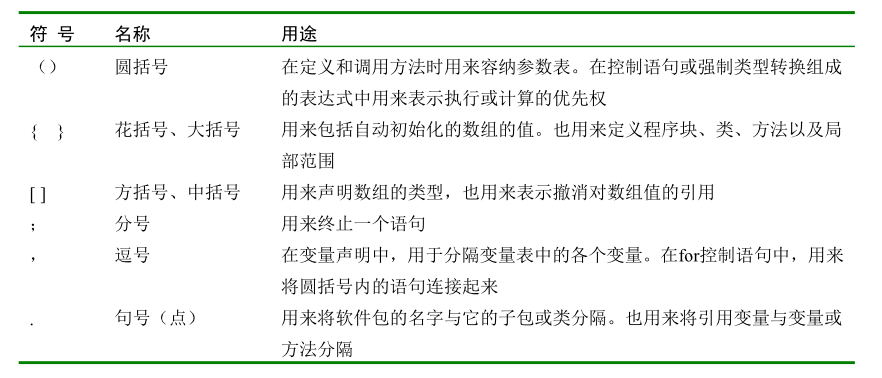 符 号 名称 用途
（） 圆括号 在定义和调用方法时用来容纳参数表。在控制语句或强制类型转换组成
的表达式中用来表示执行或计算的优先权
{ } 花括号、大括号 用来包括自动初始化的数组的值。也用来定义程序块、类、方法以及局
部范围
[ ] 方括号、中括号 用来声明数组的类型，也用来表示撤消对数组值的引用
； 分号 用来终止一个语句
， 逗号 在变量声明中，用于分隔变量表中的各个变量。在for控制语句中，用来
将圆括号内的语句连接起来
. 句号（点） 用来将软件包的名字与它的子包或类分隔。也用来将引用变量与变量或
方法分隔